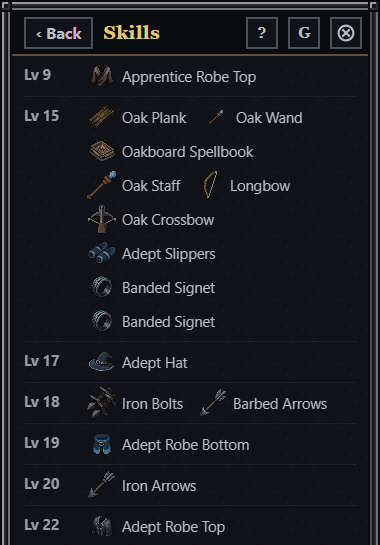 ‹ Back Skills ? G
Lv 9 Apprentice Robe Top
Lv 15 Oak Plank Oak Wand
Oakboard Spellbook
Oak Staff Longbow
Oak Crossbow
Adept Slippers
Banded Signet
Banded Signet
Lv 17 Adept Hat
Lv 18 Iron Bolts Barbed Arrows
Lv 19 Adept Robe Bottom
Lv 20 Iron Arrows
Lv 22 Adept Robe Top